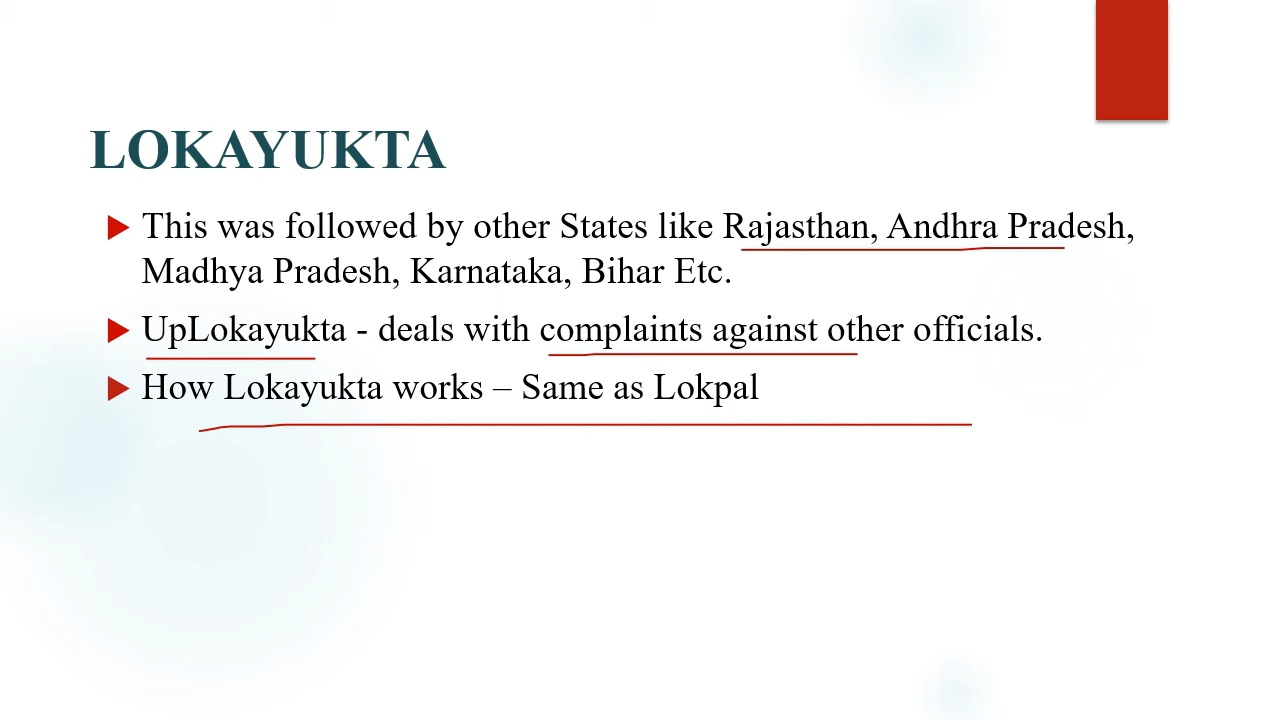 LOKAYUKTA
This was followed by other States like Rajasthan, Andhra Pradesh,
Madhya Pradesh, Karnataka, Bihar Etc.
UpLokayukta - deals with complaints against other officials.
How Lokayukta works – Same as Lokpal